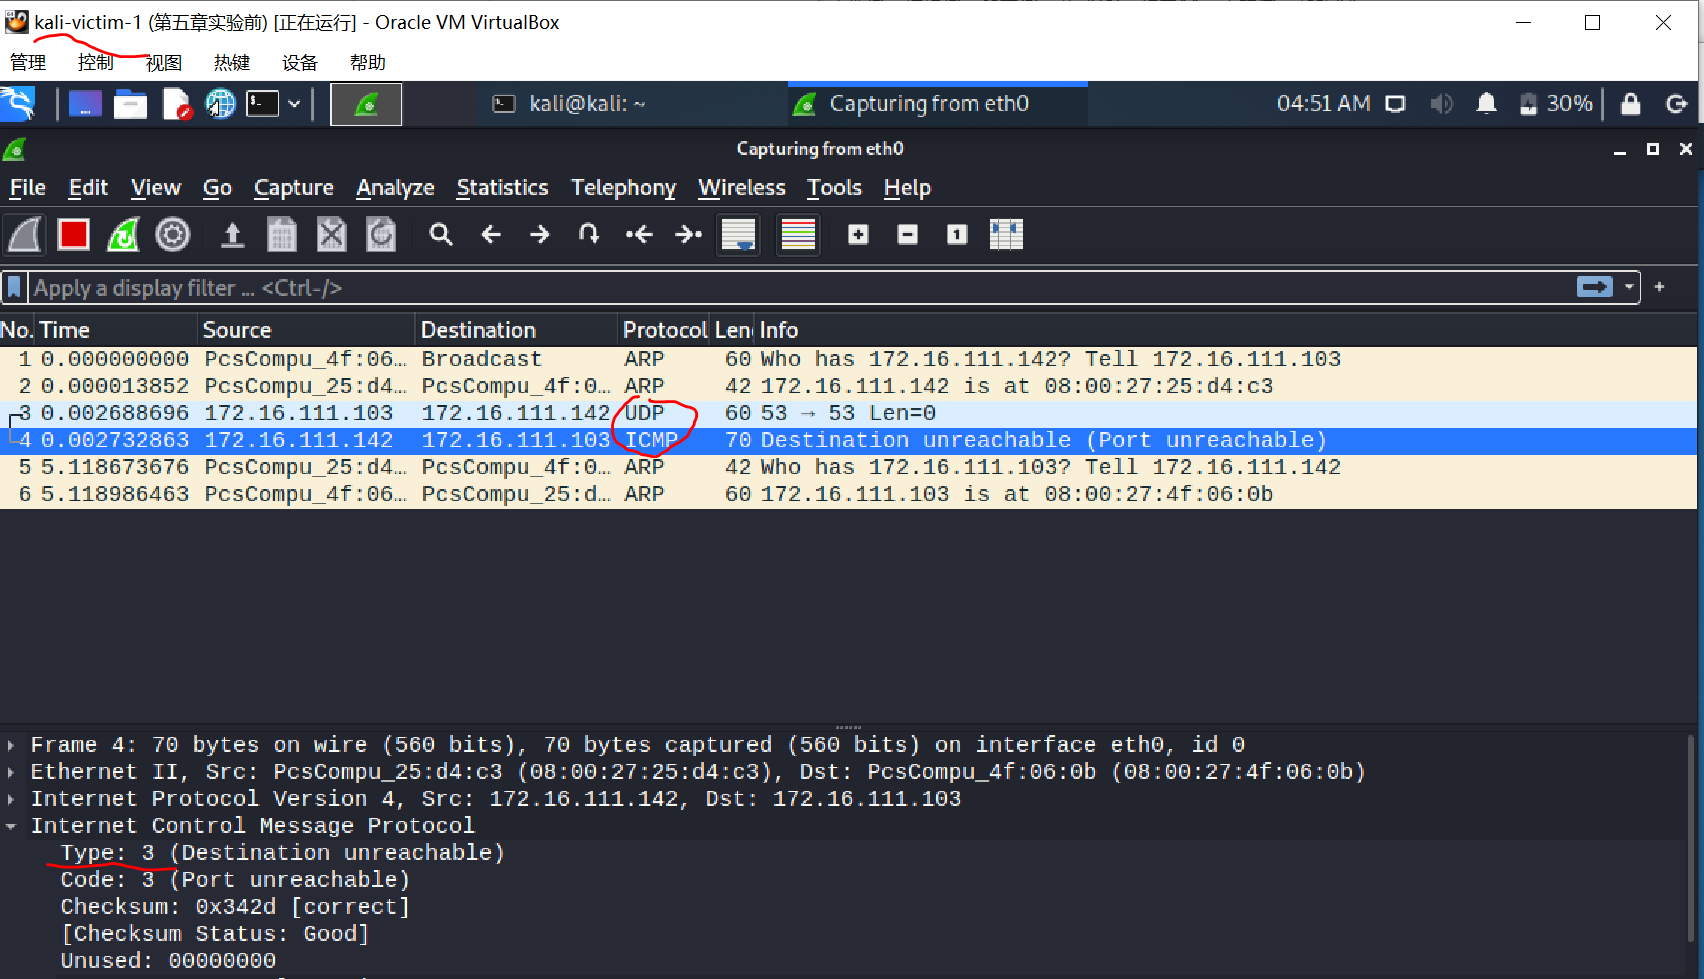 kali-victim-1 (第五章实验前) [正在运行] - Oracle VM VirtualBox
管理 控制 视图 热键 设备 帮助
kali@kali: ~ Capturing from eth0 04:51 AM 30%
Capturing from eth0
File Edit View Go Capture Analyze Statistics Telephony Wireless Tools Help
Apply a display filter ... <Ctrl-/>
No. Time Source Destination Protocol Len Info
1 0.000000000 PcsCompu_4f:06… Broadcast ARP 60 Who has 172.16.111.142? Tell 172.16.111.103
2 0.000013852 PcsCompu_25:d4… PcsCompu_4f:0… ARP 42 172.16.111.142 is at 08:00:27:25:d4:c3
3 0.002688696 172.16.111.103 172.16.111.142 UDP 60 53 → 53 Len=0
4 0.002732863 172.16.111.142 172.16.111.103 ICMP 70 Destination unreachable (Port unreachable)
5 5.118673676 PcsCompu_25:d4… PcsCompu_4f:0… ARP 42 Who has 172.16.111.103? Tell 172.16.111.142
6 5.118986463 PcsCompu_4f:06… PcsCompu_25:d… ARP 60 172.16.111.103 is at 08:00:27:4f:06:0b
Frame 4: 70 bytes on wire (560 bits), 70 bytes captured (560 bits) on interface eth0, id 0
Ethernet II, Src: PcsCompu_25:d4:c3 (08:00:27:25:d4:c3), Dst: PcsCompu_4f:06:0b (08:00:27:4f:06:0b)
Internet Protocol Version 4, Src: 172.16.111.142, Dst: 172.16.111.103
Internet Control Message Protocol
Type: 3 (Destination unreachable)
Code: 3 (Port unreachable)
Checksum: 0x342d [correct]
[Checksum Status: Good]
Unused: 00000000